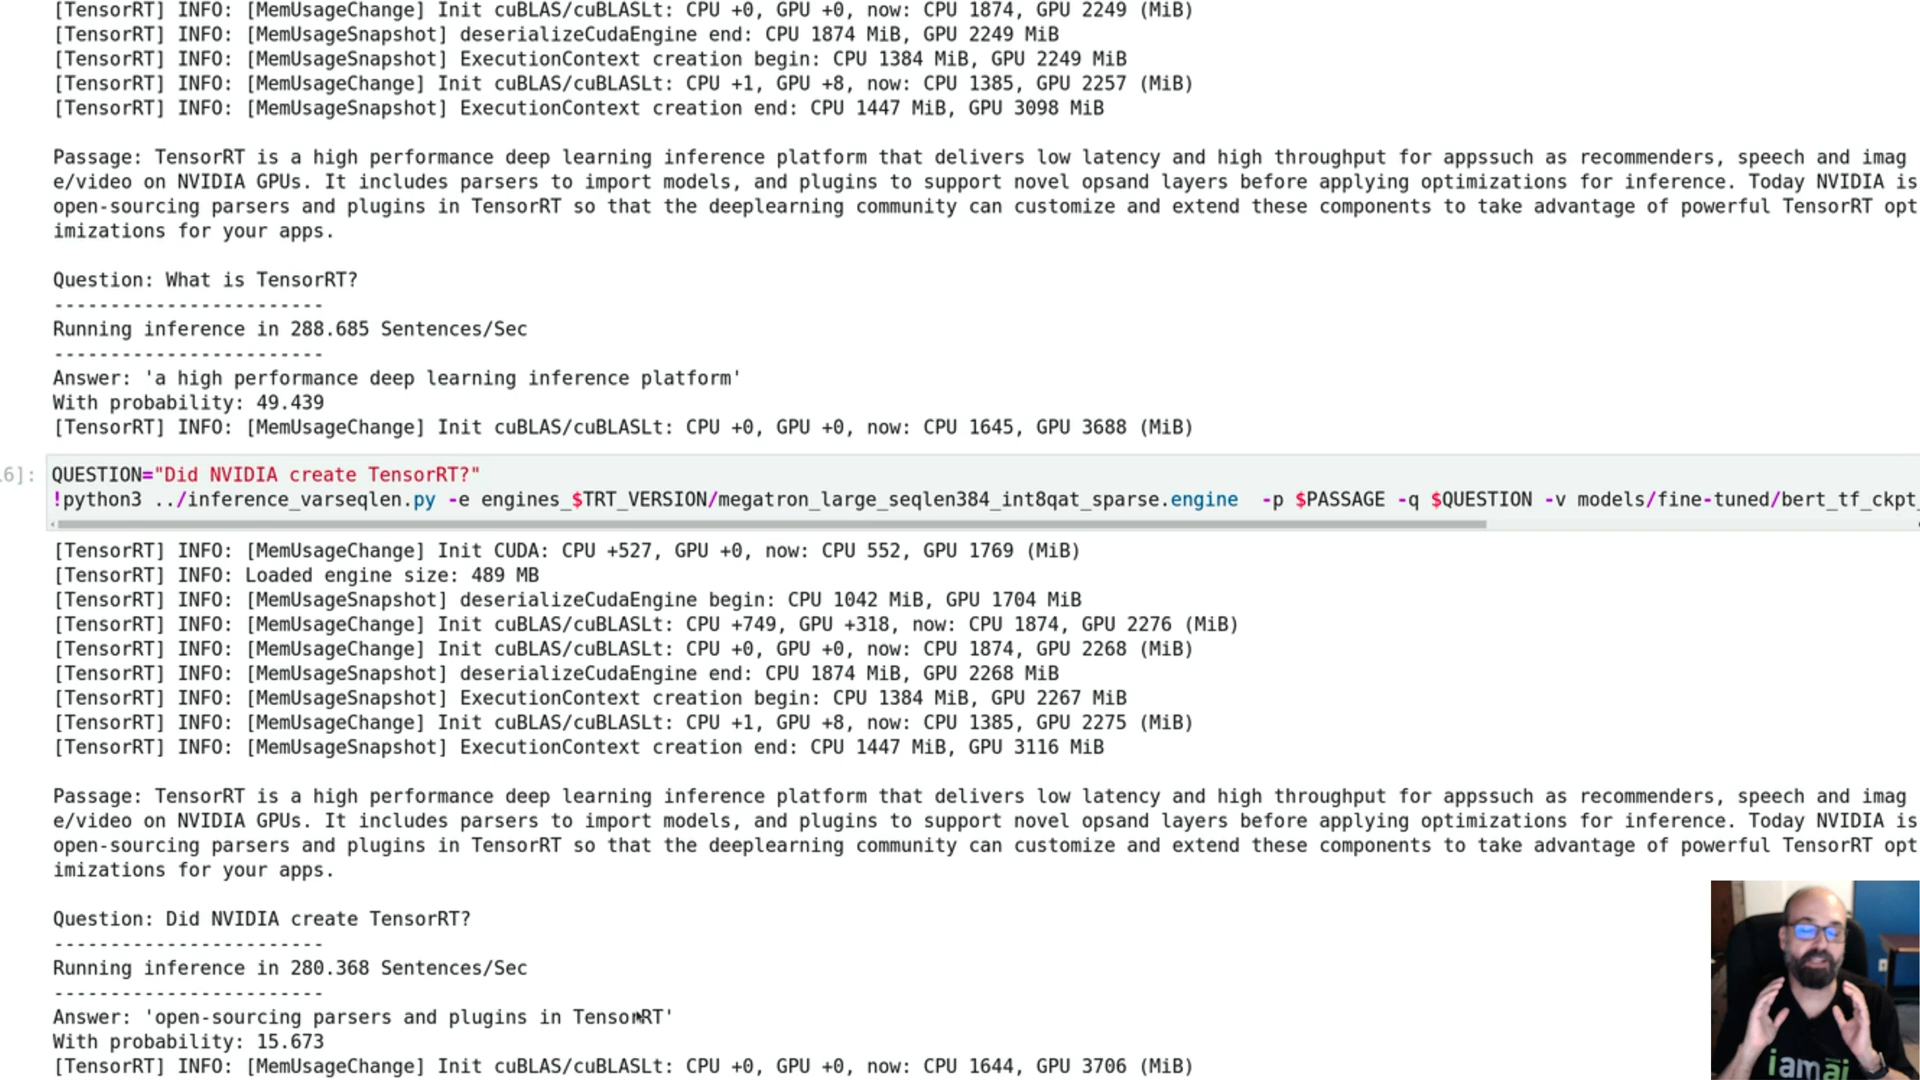 [TensorRT] INFO: [MemUsageChange] Init cuBLAS/cuBLASLt: CPU +0, GPU +0, now: CPU 1874, GPU 2249 (MiB)
[TensorRT] INFO: [MemUsageSnapshot] deserializeCudaEngine end: CPU 1874 MiB, GPU 2249 MiB
[TensorRT] INFO: [MemUsageSnapshot] ExecutionContext creation begin: CPU 1384 MiB, GPU 2249 MiB
[TensorRT] INFO: [MemUsageChange] Init cuBLAS/cuBLASLt: CPU +1, GPU +8, now: CPU 1385, GPU 2257 (MiB)
[TensorRT] INFO: [MemUsageSnapshot] ExecutionContext creation end: CPU 1447 MiB, GPU 3098 MiB
Passage: TensorRT is a high performance deep learning inference platform that delivers low latency and high throughput for appssuch as recommenders, speech and imag
e/video on NVIDIA GPUs. It includes parsers to import models, and plugins to support novel opsand layers before applying optimizations for inference. Today NVIDIA is
open-sourcing parsers and plugins in TensorRT so that the deeplearning community can customize and extend these components to take advantage of powerful TensorRT opt
imizations for your apps.
Question: What is TensorRT?
------------------------
Running inference in 288.685 Sentences/Sec
------------------------
Answer: 'a high performance deep learning inference platform'
With probability: 49.439
[TensorRT] INFO: [MemUsageChange] Init cuBLAS/cuBLASLt: CPU +0, GPU +0, now: CPU 1645, GPU 3688 (MiB)
6]: QUESTION="Did NVIDIA create TensorRT?"
!python3 ../inference_varseqlen.py -e engines_$TRT_VERSION/megatron_large_seqlen384_int8qat_sparse.engine  -p $PASSAGE -q $QUESTION -v models/fine-tuned/bert_tf_ckpt_
[TensorRT] INFO: [MemUsageChange] Init CUDA: CPU +527, GPU +0, now: CPU 552, GPU 1769 (MiB)
[TensorRT] INFO: Loaded engine size: 489 MB
[TensorRT] INFO: [MemUsageSnapshot] deserializeCudaEngine begin: CPU 1042 MiB, GPU 1704 MiB
[TensorRT] INFO: [MemUsageChange] Init cuBLAS/cuBLASLt: CPU +749, GPU +318, now: CPU 1874, GPU 2276 (MiB)
[TensorRT] INFO: [MemUsageChange] Init cuBLAS/cuBLASLt: CPU +0, GPU +0, now: CPU 1874, GPU 2268 (MiB)
[TensorRT] INFO: [MemUsageSnapshot] deserializeCudaEngine end: CPU 1874 MiB, GPU 2268 MiB
[TensorRT] INFO: [MemUsageSnapshot] ExecutionContext creation begin: CPU 1384 MiB, GPU 2267 MiB
[TensorRT] INFO: [MemUsageChange] Init cuBLAS/cuBLASLt: CPU +1, GPU +8, now: CPU 1385, GPU 2275 (MiB)
[TensorRT] INFO: [MemUsageSnapshot] ExecutionContext creation end: CPU 1447 MiB, GPU 3116 MiB
Passage: TensorRT is a high performance deep learning inference platform that delivers low latency and high throughput for appssuch as recommenders, speech and imag
e/video on NVIDIA GPUs. It includes parsers to import models, and plugins to support novel opsand layers before applying optimizations for inference. Today NVIDIA is
open-sourcing parsers and plugins in TensorRT so that the deeplearning community can customize and extend these components to take advantage of powerful TensorRT opt
imizations for your apps.
Question: Did NVIDIA create TensorRT?
------------------------
Running inference in 280.368 Sentences/Sec
------------------------
Answer: 'open-sourcing parsers and plugins in TensorRT'
With probability: 15.673
[TensorRT] INFO: [MemUsageChange] Init cuBLAS/cuBLASLt: CPU +0, GPU +0, now: CPU 1644, GPU 3706 (MiB)
i am ai